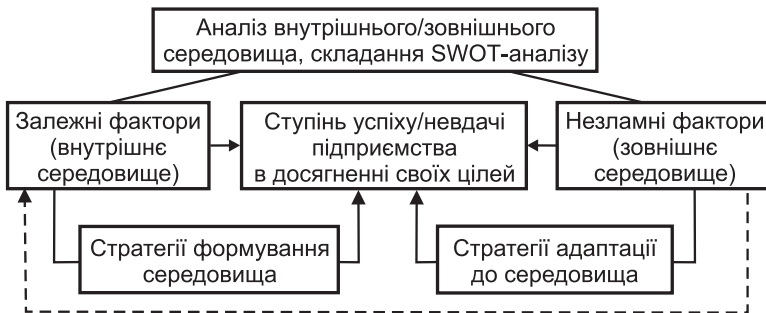 Аналіз внутрішнього/зовнішнього
середовища, складання SWOT-аналізу
Залежні фактори
(внутрішнє
середовище)
Ступінь успіху/невдачі
підприємства
в досягненні своїх цілей
Незламні фактори
(зовнішнє
середовище)
Стратегії формування
середовища
Стратегії адаптації
до середовища